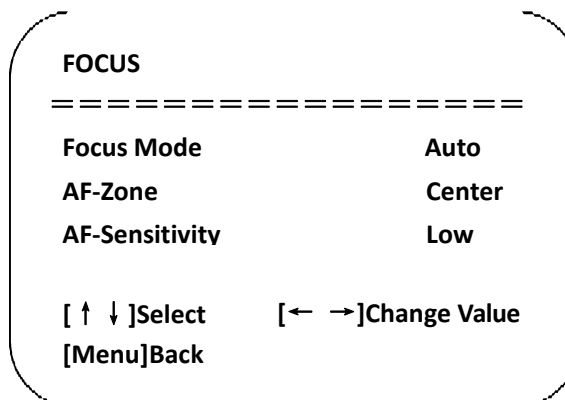 FOCUS
==================
Focus Mode Auto
AF-Zone Center
AF-Sensitivity Low
[ ↑ ↓ ]Select [← →]Change Value
[Menu]Back